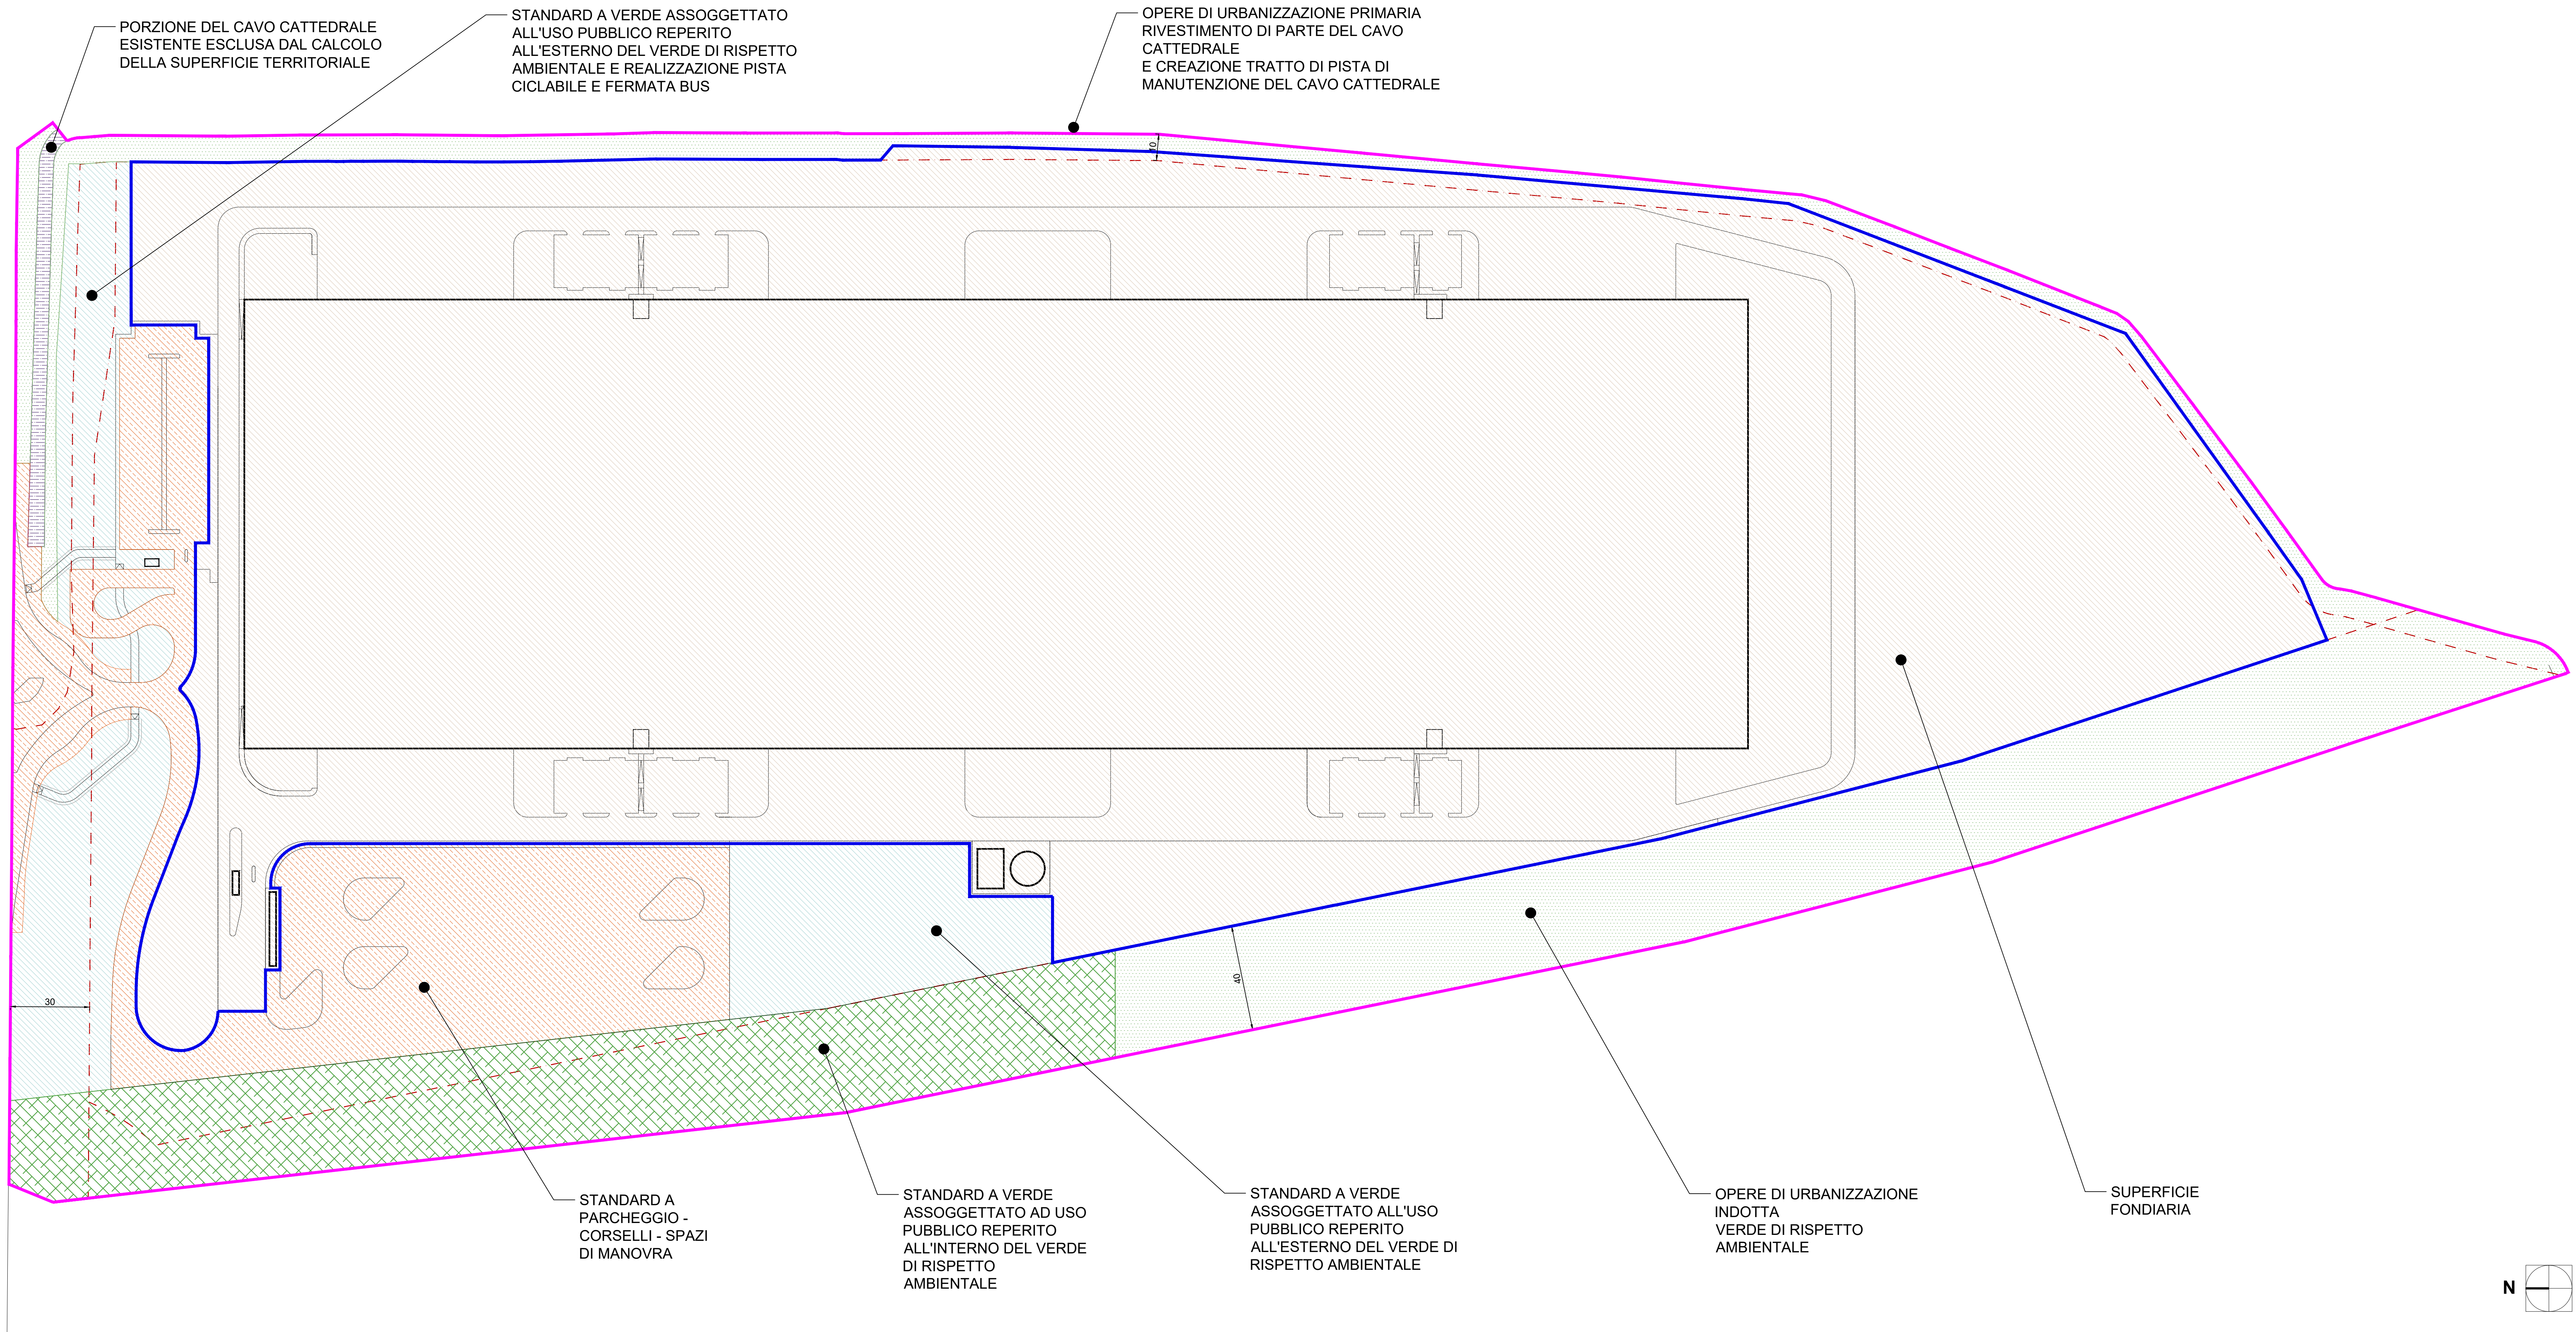 PORZIONE DEL CAVO CATTEDRALE
ESISTENTE ESCLUSA DAL CALCOLO
DELLA SUPERFICIE TERRITORIALE
STANDARD A VERDE ASSOGGETTATO
ALL'USO PUBBLICO REPERITO
ALL'ESTERNO DEL VERDE DI RISPETTO
AMBIENTALE E REALIZZAZIONE PISTA
CICLABILE E FERMATA BUS
OPERE DI URBANIZZAZIONE PRIMARIA
RIVESTIMENTO DI PARTE DEL CAVO
CATTEDRALE
E CREAZIONE TRATTO DI PISTA DI
MANUTENZIONE DEL CAVO CATTEDRALE
10
30
40
STANDARD A
PARCHEGGIO -
CORSELLI - SPAZI
DI MANOVRA
STANDARD A VERDE
ASSOGGETTATO AD USO
PUBBLICO REPERITO
ALL'INTERNO DEL VERDE
DI RISPETTO
AMBIENTALE
STANDARD A VERDE
ASSOGGETTATO ALL'USO
PUBBLICO REPERITO
ALL'ESTERNO DEL VERDE DI
RISPETTO AMBIENTALE
OPERE DI URBANIZZAZIONE
INDOTTA
VERDE DI RISPETTO
AMBIENTALE
SUPERFICIE
FONDIARIA
N